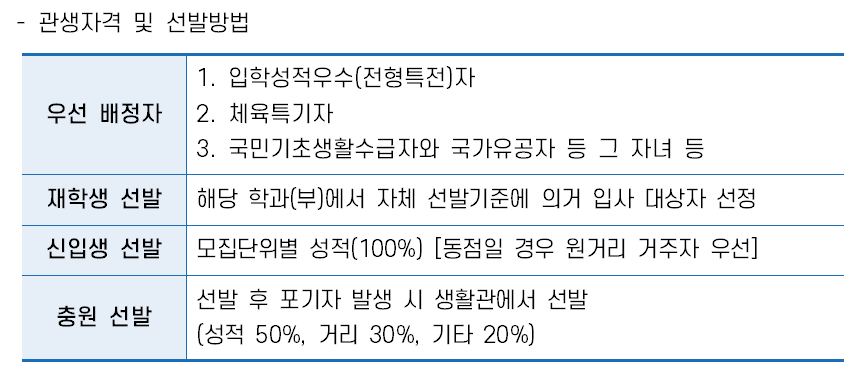 - 관생자격 및 선발방법
우선 배정자
1. 입학성적우수(전형특전)자
2. 체육특기자
3. 국민기초생활수급자와 국가유공자 등 그 자녀 등
재학생 선발
해당 학과(부)에서 자체 선발기준에 의거 입사 대상자 선정
신입생 선발
모집단위별 성적(100%) [동점일 경우 원거리 거주자 우선]
충원 선발
선발 후 포기자 발생 시 생활관에서 선발
(성적 50%, 거리 30%, 기타 20%)